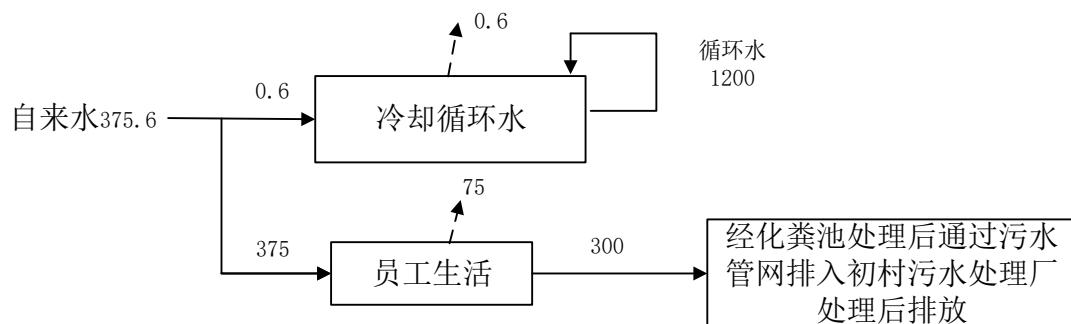 0.6
循环水
1200
0.6
自来水375.6
冷却循环水
75
375
员工生活
300
经化粪池处理后通过污水
管网排入初村污水处理厂
处理后排放